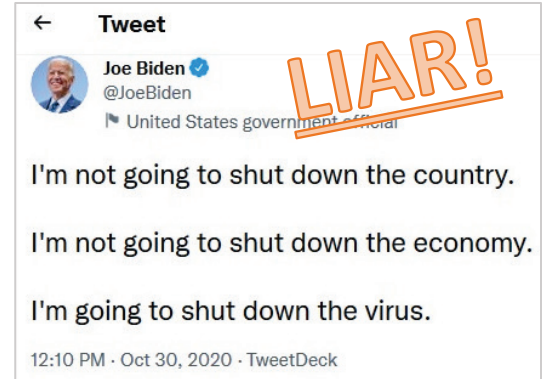 ← Tweet
Joe Biden
@JoeBiden
United States government official
LIAR!
I'm not going to shut down the country.
I'm not going to shut down the economy.
I'm going to shut down the virus.
12:10 PM · Oct 30, 2020 · TweetDeck